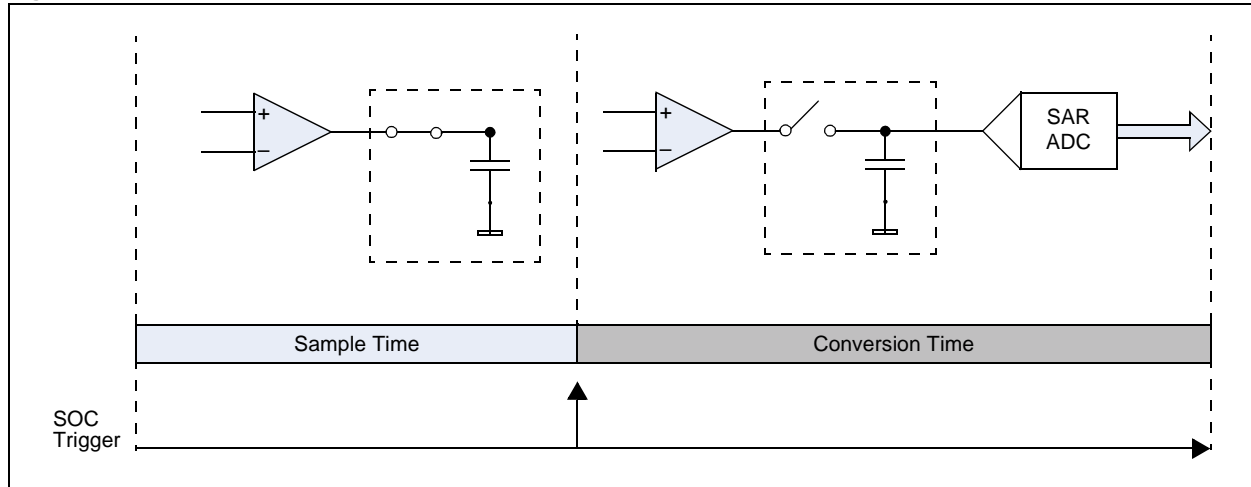 +
−
+
−
SAR
ADC
Sample Time
Conversion Time
SOC
Trigger